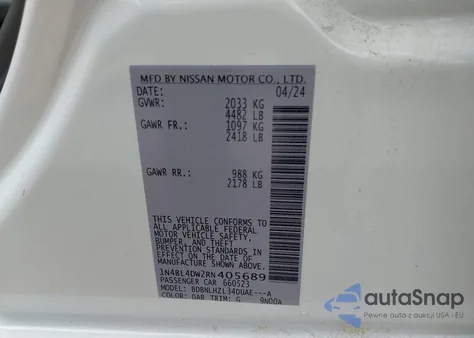 MFD BY NISSAN MOTOR CO., LTD.
DATE: 04/24
GVWR: 2033 KG
4482 LB
GAWR FR.: 1097 KG
2418 LB
GAWR RR.: 988 KG
2178 LB
THIS VEHICLE CONFORMS TO
ALL APPLICABLE FEDERAL
MOTOR VEHICLE SAFETY,
BUMPER, AND THEFT
PREVENTION STANDARDS
IN EFFECT ON THE DATE OF
MANUFACTURE SHOWN ABOVE.
1N4BL4DW2RN405689
PASSENGER CAR 660523
MODEL: BDBNLHZL34DUAE---A
COLOR: QAB TRIM: G 9N00A
autoSnap
Pewne auta z aukcji USA